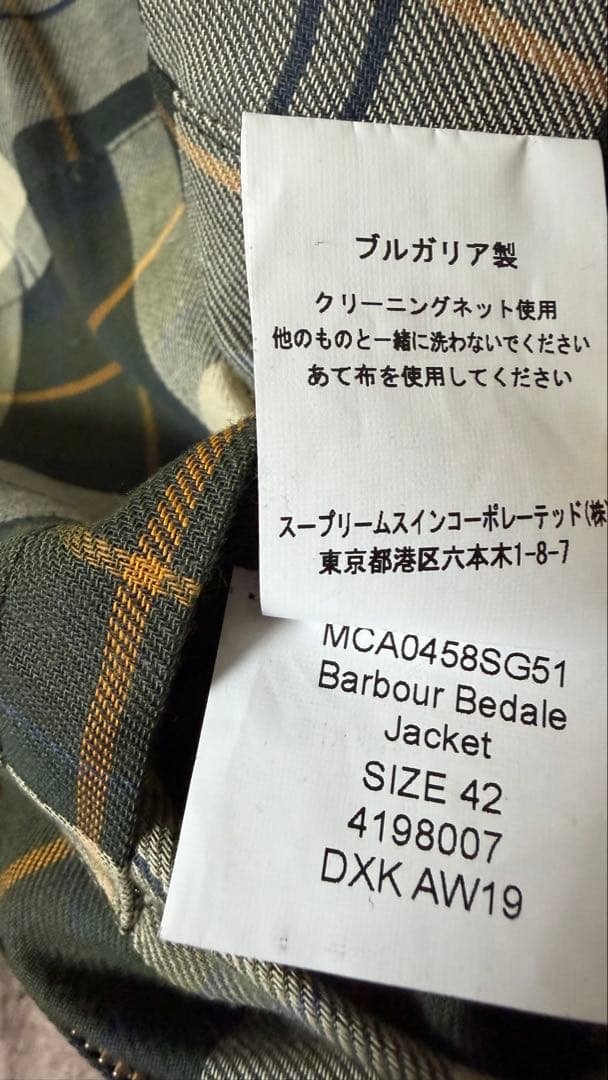 ブルガリア製
クリーニングネット使用
他のものと一緒に洗わないでください
あて布を使用してください
スープリームスインコーポレーテッド(株)
東京都港区六本木1-8-7
MCA0458SG51
Barbour Bedale
Jacket
SIZE 42
4198007
DXK AW19